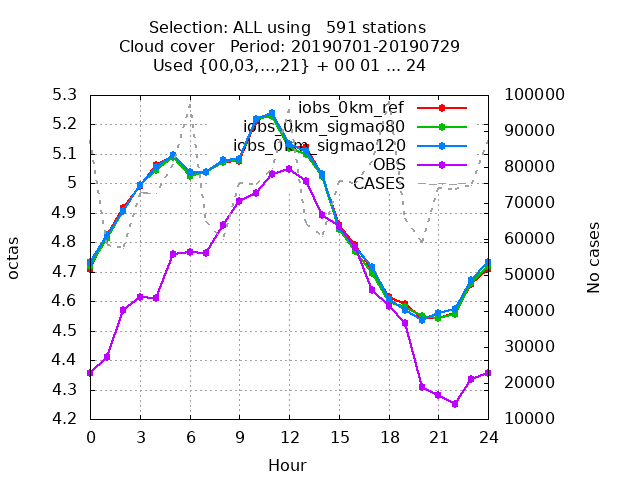 Selection: ALL using   591 stations
Cloud cover   Period: 20190701-20190729
Used {00,03,...,21} + 00 01 ... 24
5.3
5.2
5.1
5
4.9
4.8
4.7
4.6
4.5
4.4
4.3
4.2
octas
iobs_0km_ref
iobs_0km_sigmao80
iobs_0km_sigmao120
OBS
CASES
100000
90000
80000
70000
60000
50000
40000
30000
20000
10000
No cases
0 3 6 9 12 15 18 21 24
Hour